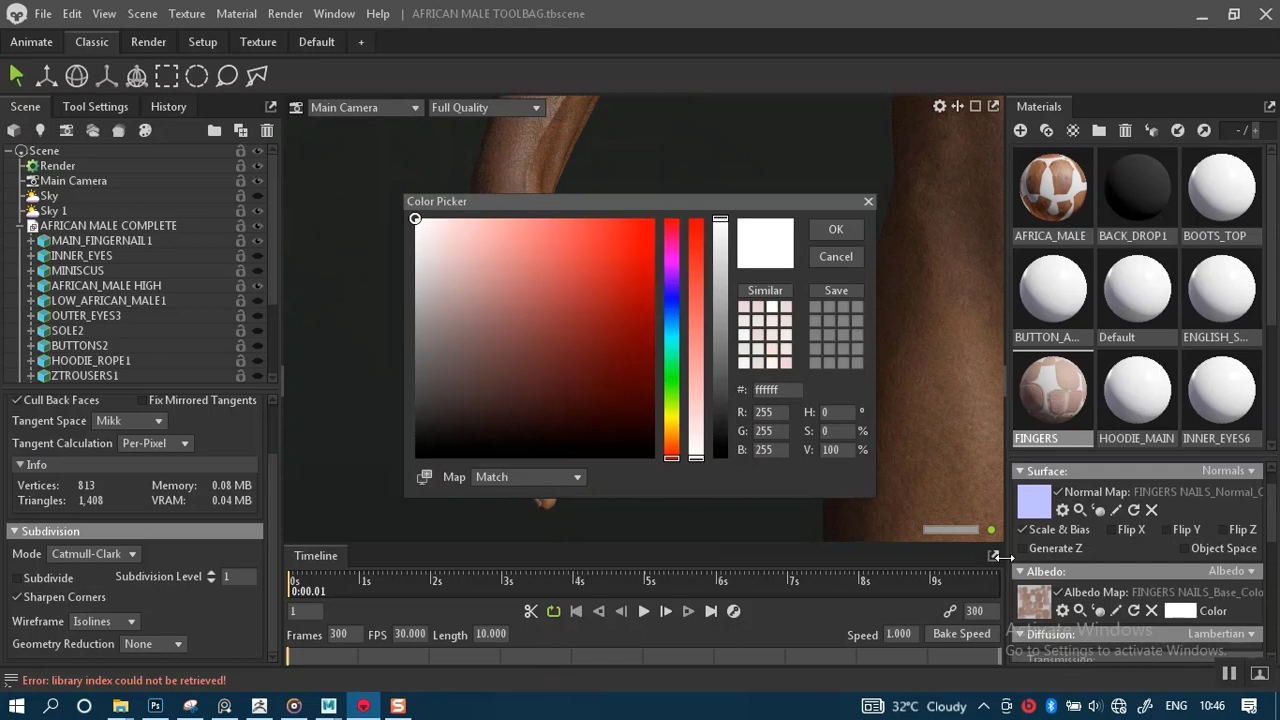 File Edit View Scene Texture Material Render Window Help AFRICAN MALE TOOLBAG.tbscene
Animate Classic Render Setup Texture Default +
Scene Tool Settings History
Main Camera Full Quality
Materials
- / +
Scene
Render
Main Camera
Sky
Sky 1
AFRICAN MALE COMPLETE
MAIN_FINGERNAIL1
INNER_EYES
MINISCUS
AFRICAN_MALE HIGH
LOW_AFRICAN_MALE1
OUTER_EYES3
SOLE2
BUTTONS2
HOODIE_ROPE1
ZTROUSERS1
Cull Back Faces Fix Mirrored Tangents
Tangent Space Mikk
Tangent Calculation Per-Pixel
Info
Vertices: 813 Memory: 0.08 MB
Triangles: 1,408 VRAM: 0.04 MB
Subdivision
Mode Catmull-Clark
Subdivide Subdivision Level 1
Sharpen Corners
Wireframe Isolines
Geometry Reduction None
Color Picker
OK
Cancel
Similar Save
#: ffffff
R: 255 H: 0 °
G: 255 S: 0 %
B: 255 V: 100 %
Map Match
AFRICA_MALE BACK_DROP1 BOOTS_TOP
BUTTON_A... Default ENGLISH_S...
FINGERS HOODIE_MAIN INNER_EYES6
Surface: Normals
Normal Map: FINGERS NAILS_Normal_C
Scale & Bias Flip X Flip Y Flip Z
Generate Z Object Space
Albedo: Albedo
Albedo Map: FINGERS NAILS_Base_Colo
Color
Diffusion: Lambertian
Transmission:
Activate Windows
Go to Settings to activate Windows.
Timeline
0s 1s 2s 3s 4s 5s 6s 7s 8s 9s
0:00.01
1 300
Frames 300 FPS 30.000 Length 10.000 Speed 1.000 Bake Speed
Error: library index could not be retrieved!
32°C Cloudy ENG 10:46